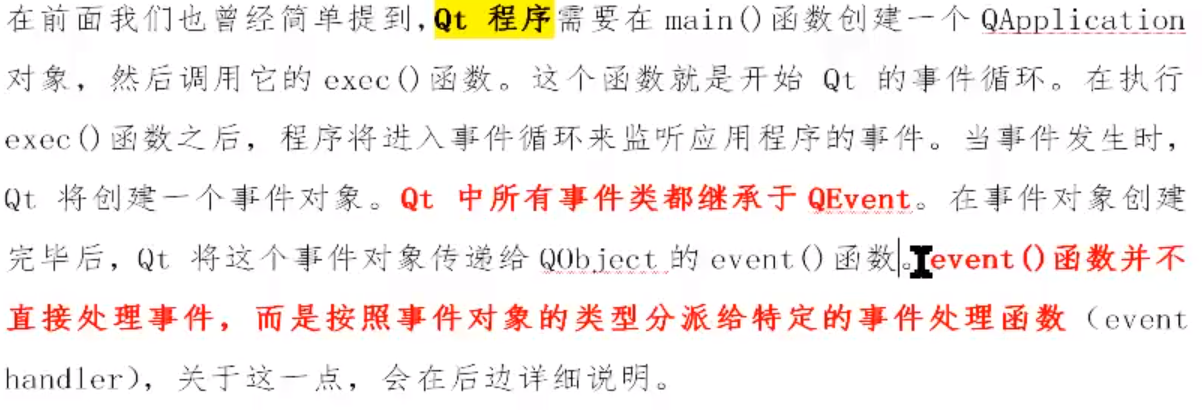 在前面我们也曾经简单提到,Qt 程序需要在 main()函数创建一个 QApplication
对象，然后调用它的 exec()函数。这个函数就是开始 Qt 的事件循环。在执行
exec()函数之后，程序将进入事件循环来监听应用程序的事件。当事件发生时，
Qt 将创建一个事件对象。Qt 中所有事件类都继承于 QEvent。在事件对象创建
完毕后，Qt 将这个事件对象传递给 QObject 的 event()函数。event()函数并不
直接处理事件，而是按照事件对象的类型分派给特定的事件处理函数（event
handler），关于这一点，会在后边详细说明。